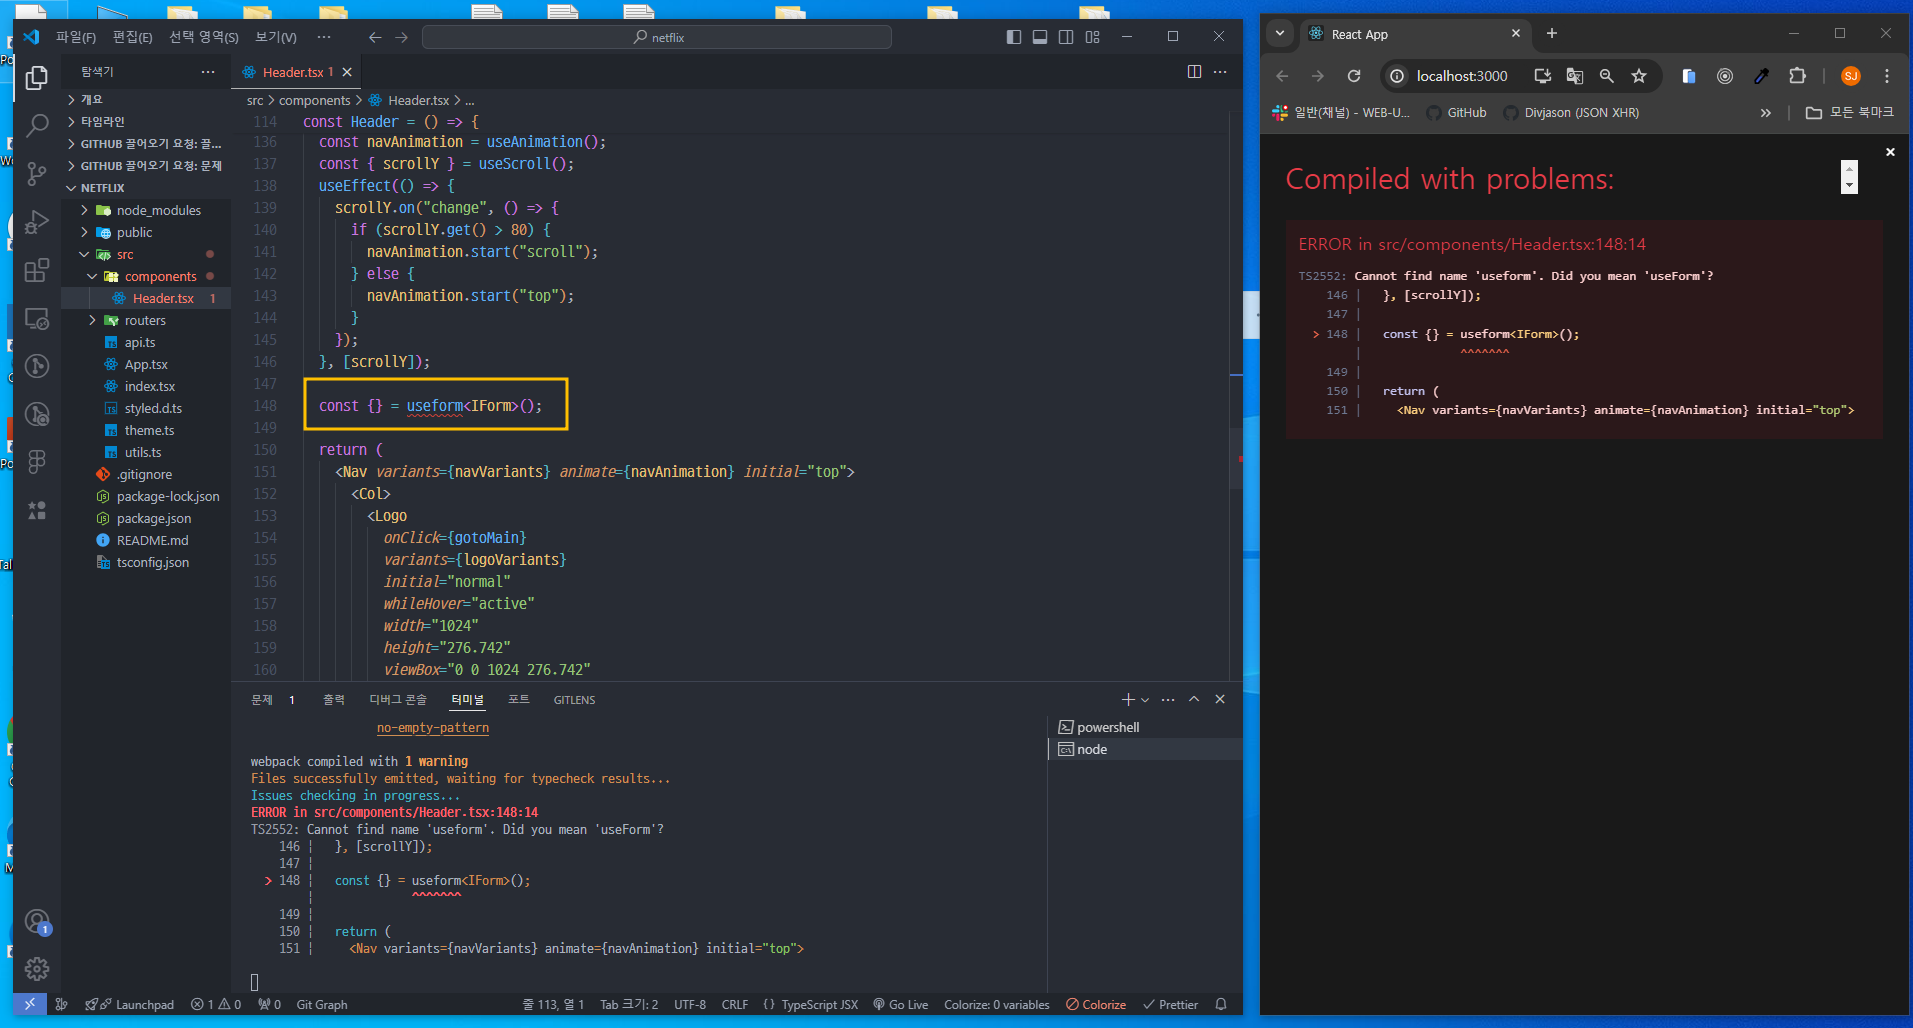 파일(F) 편집(E) 선택 영역(S) 보기(V) ··· netflix
탐색기 ···
개요
타임라인
GITHUB 끌어오기 요청: 끌...
GITHUB 끌어오기 요청: 문제
NETFLIX
node_modules
public
src
components
Header.tsx 1
routers
api.ts
App.tsx
index.tsx
styled.d.ts
theme.ts
utils.ts
.gitignore
package-lock.json
package.json
README.md
tsconfig.json
Header.tsx 1
src > components > Header.tsx > ...
114 const Header = () => {
136 const navAnimation = useAnimation();
137 const { scrollY } = useScroll();
138 useEffect(() => {
139 scrollY.on("change", () => {
140 if (scrollY.get() > 80) {
141 navAnimation.start("scroll");
142 } else {
143 navAnimation.start("top");
144 }
145 });
146 }, [scrollY]);
147
148 const {} = useform<IForm>();
149
150 return (
151 <Nav variants={navVariants} animate={navAnimation} initial="top">
152 <Col>
153 <Logo
154 onClick={gotoMain}
155 variants={logoVariants}
156 initial="normal"
157 whileHover="active"
158 width="1024"
159 height="276.742"
160 viewBox="0 0 1024 276.742"
문제 1 출력 디버그 콘솔 터미널 포트 GITLENS
no-empty-pattern
webpack compiled with 1 warning
Files successfully emitted, waiting for typecheck results...
Issues checking in progress...
ERROR in src/components/Header.tsx:148:14
TS2552: Cannot find name 'useform'. Did you mean 'useForm'?
146 | }, [scrollY]);
147 |
> 148 | const {} = useform<IForm>();
| ^^^^^^^
149 |
150 | return (
151 | <Nav variants={navVariants} animate={navAnimation} initial="top">
powershell
node
1
Launchpad 1 0 0 Git Graph 줄 113, 열 1 Tab 크기: 2 UTF-8 CRLF {} TypeScript JSX Go Live Colorize: 0 variables Colorize Prettier
React App
localhost:3000 SJ
일반(채널) - WEB-U... GitHub Divjason (JSON XHR) » 모든 북마크
Compiled with problems:
ERROR in src/components/Header.tsx:148:14
TS2552: Cannot find name 'useform'. Did you mean 'useForm'?
146 | }, [scrollY]);
147 |
> 148 | const {} = useform<IForm>();
| ^^^^^^^
149 |
150 | return (
151 | <Nav variants={navVariants} animate={navAnimation} initial="top">